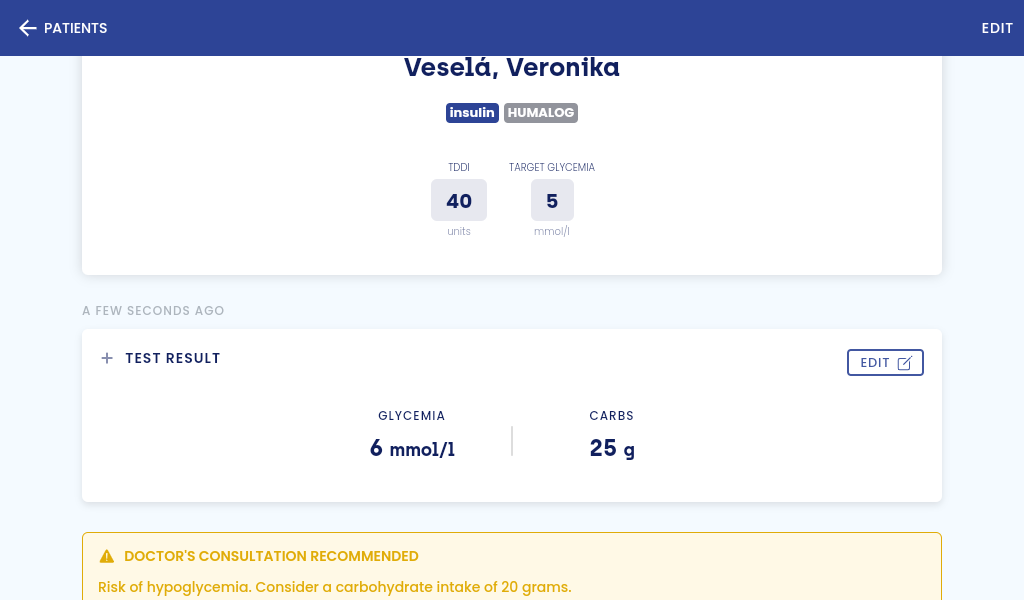 PATIENTS
EDIT
Veselá, Veronika
insulin HUMALOG
TDDI
40
units
TARGET GLYCEMIA
5
mmol/l
A FEW SECONDS AGO
TEST RESULT
EDIT
GLYCEMIA
6 mmol/l
CARBS
25 g
DOCTOR'S CONSULTATION RECOMMENDED
Risk of hypoglycemia. Consider a carbohydrate intake of 20 grams.